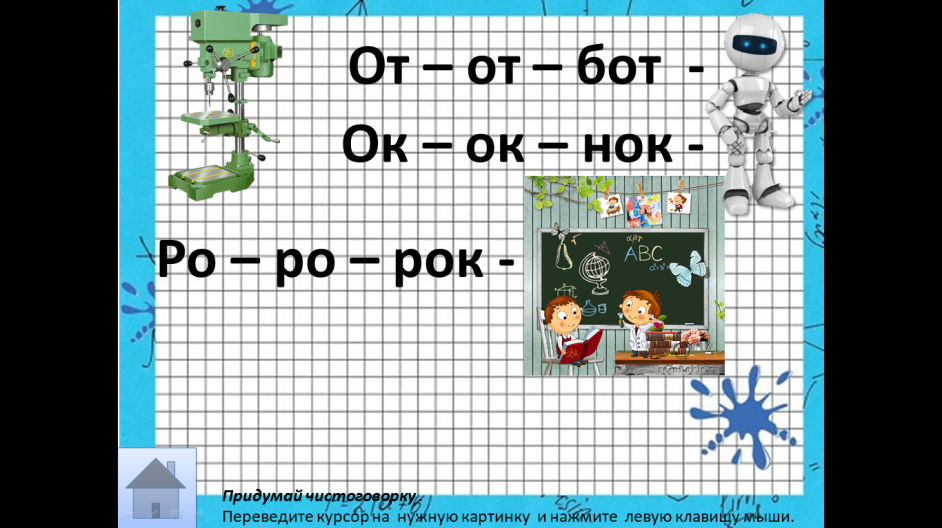 От – от – бот -
Ок – ок – нок -
Ро – ро – рок -
ABC
Придумай чистоговорку
Переведите курсор на нужную картинку и нажмите левую клавишу мыши.